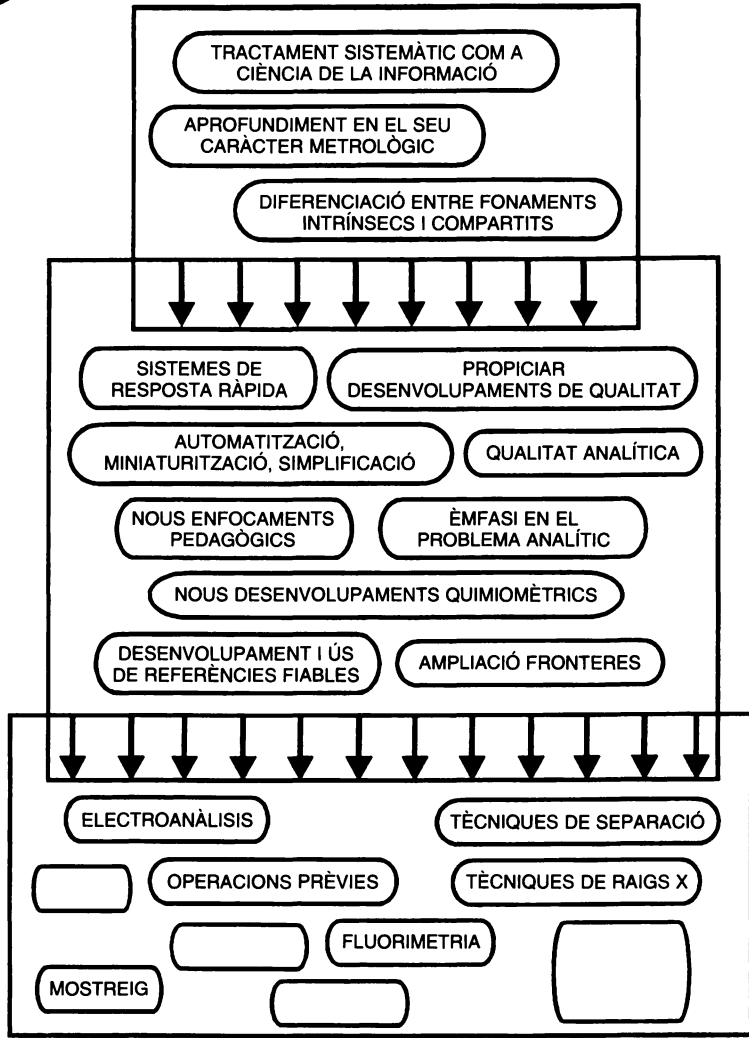 TRACTAMENT SISTEMÀTIC COM A
CIÈNCIA DE LA INFORMACIÓ
APROFUNDIMENT EN EL SEU
CARÀCTER METROLÒGIC
DIFERENCIACIÓ ENTRE FONAMENTS
INTRÍNSECS I COMPARTITS
SISTEMES DE
RESPOSTA RÀPIDA
PROPICIAR
DESENVOLUPAMENTS DE QUALITAT
AUTOMATITZACIÓ,
MINIATURITZACIÓ, SIMPLIFICACIÓ
QUALITAT ANALÍTICA
NOUS ENFOCAMENTS
PEDAGÒGICS
ÈMFASI EN EL
PROBLEMA ANALÍTIC
NOUS DESENVOLUPAMENTS QUIMIOMÈTRICS
DESENVOLUPAMENT I ÚS
DE REFERÈNCIES FIABLES
AMPLIACIÓ FRONTERES
ELECTROANÀLISIS
TÈCNIQUES DE SEPARACIÓ
OPERACIONS PRÈVIES
TÈCNIQUES DE RAIGS X
FLUORIMETRIA
MOSTREIG